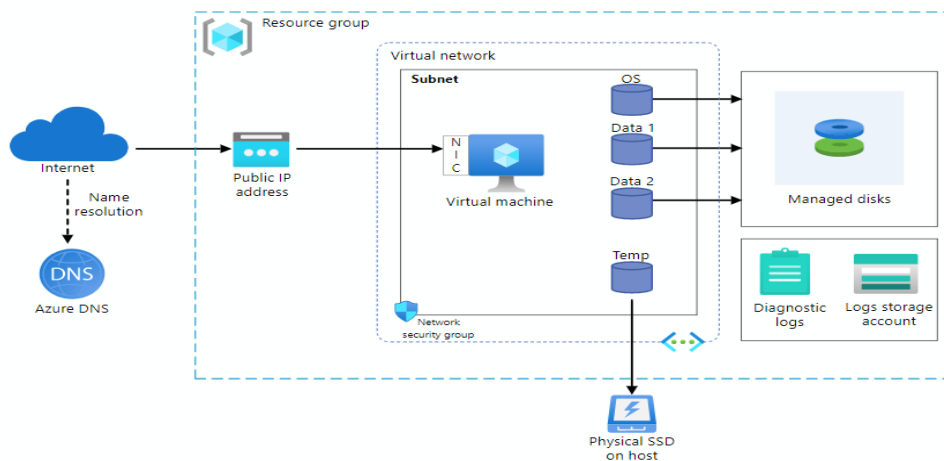 Resource group
Virtual network
Subnet
OS
Data 1
Data 2
Temp
N
I
C
Virtual machine
Internet
Name
resolution
DNS
Azure DNS
Public IP
address
Managed disks
Diagnostic
logs
Logs storage
account
Network
security group
Physical SSD
on host